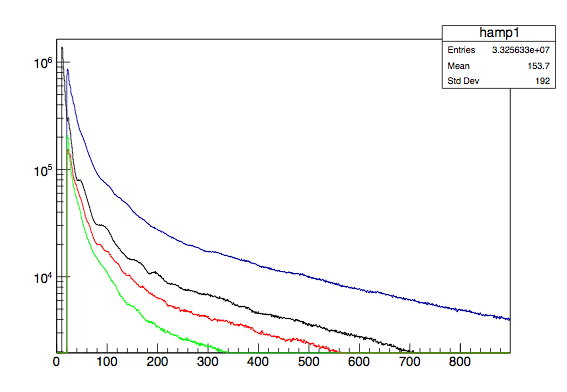 hamp1
Entries 3.325633e+07
Mean 153.7
Std Dev 192
10^6
10^5
10^4
0 100 200 300 400 500 600 700 800